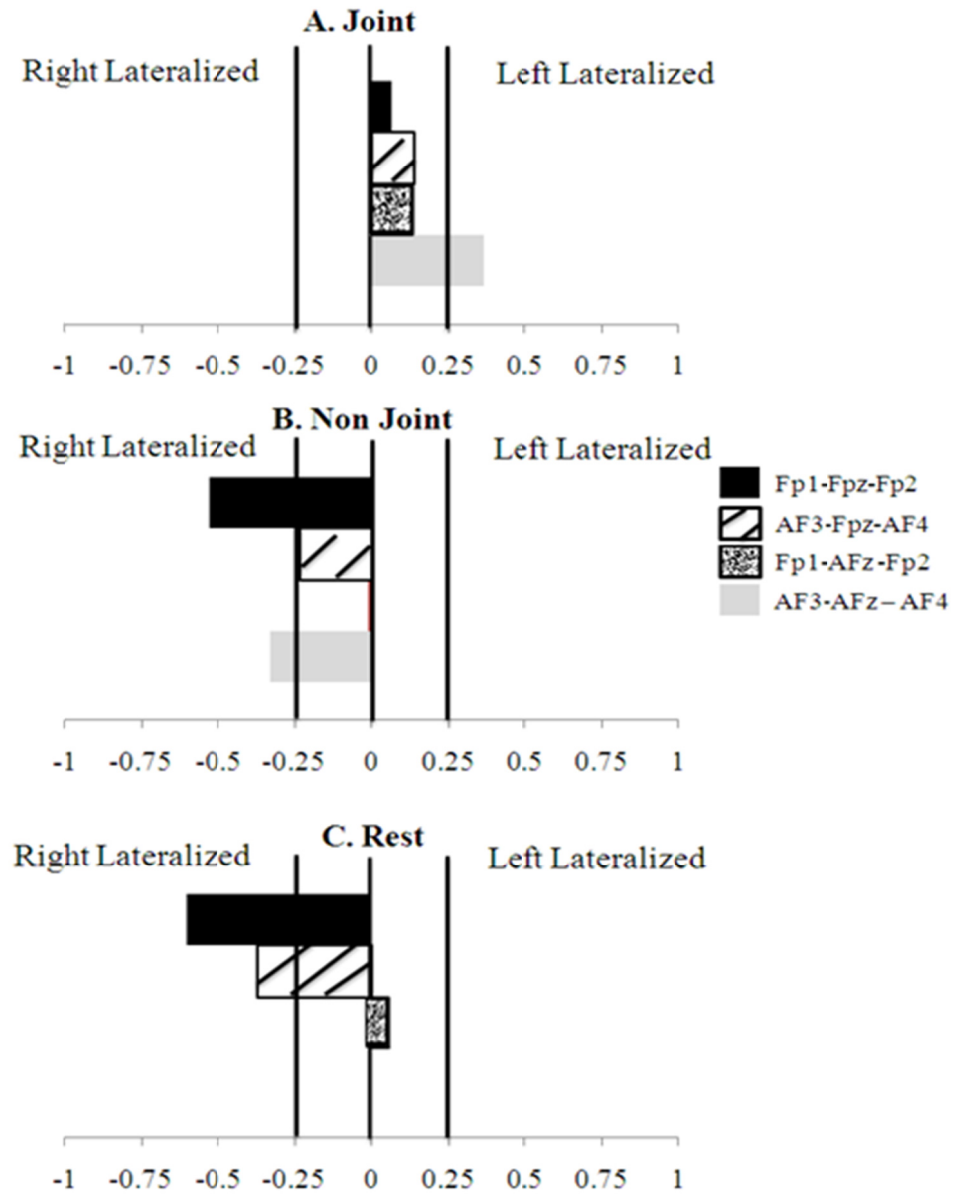 A. Joint
Right Lateralized Left Lateralized
-1 -0.75 -0.5 -0.25 0 0.25 0.5 0.75 1
B. Non Joint
Right Lateralized Left Lateralized
Fp1-Fpz-Fp2
AF3-Fpz-AF4
Fp1-AFz-Fp2
AF3-AFz–AF4
-1 -0.75 -0.5 -0.25 0 0.25 0.5 0.75 1
C. Rest
Right Lateralized Left Lateralized
-1 -0.75 -0.5 -0.25 0 0.25 0.5 0.75 1